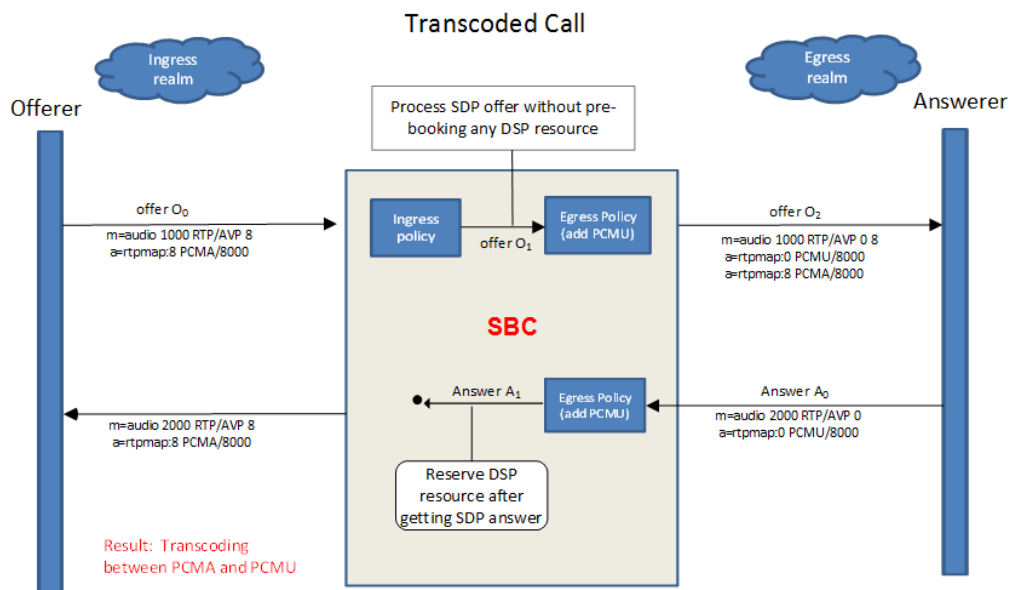 Transcoded Call
Ingress
realm
Egress
realm
Offerer
Answerer
Process SDP offer without pre-
booking any DSP resource
offer O₀
m=audio 1000 RTP/AVP 8
a=rtpmap:8 PCMA/8000
Ingress
policy
offer O₁
Egress Policy
(add PCMU)
offer O₂
m=audio 1000 RTP/AVP 0 8
a=rtpmap:0 PCMU/8000
a=rtpmap:8 PCMA/8000
SBC
m=audio 2000 RTP/AVP 8
a=rtpmap:8 PCMA/8000
Answer A₁
Egress Policy
(add PCMU)
Answer A₀
m=audio 2000 RTP/AVP 0
a=rtpmap:0 PCMU/8000
Reserve DSP
resource after
getting SDP answer
Result: Transcoding
between PCMA and PCMU